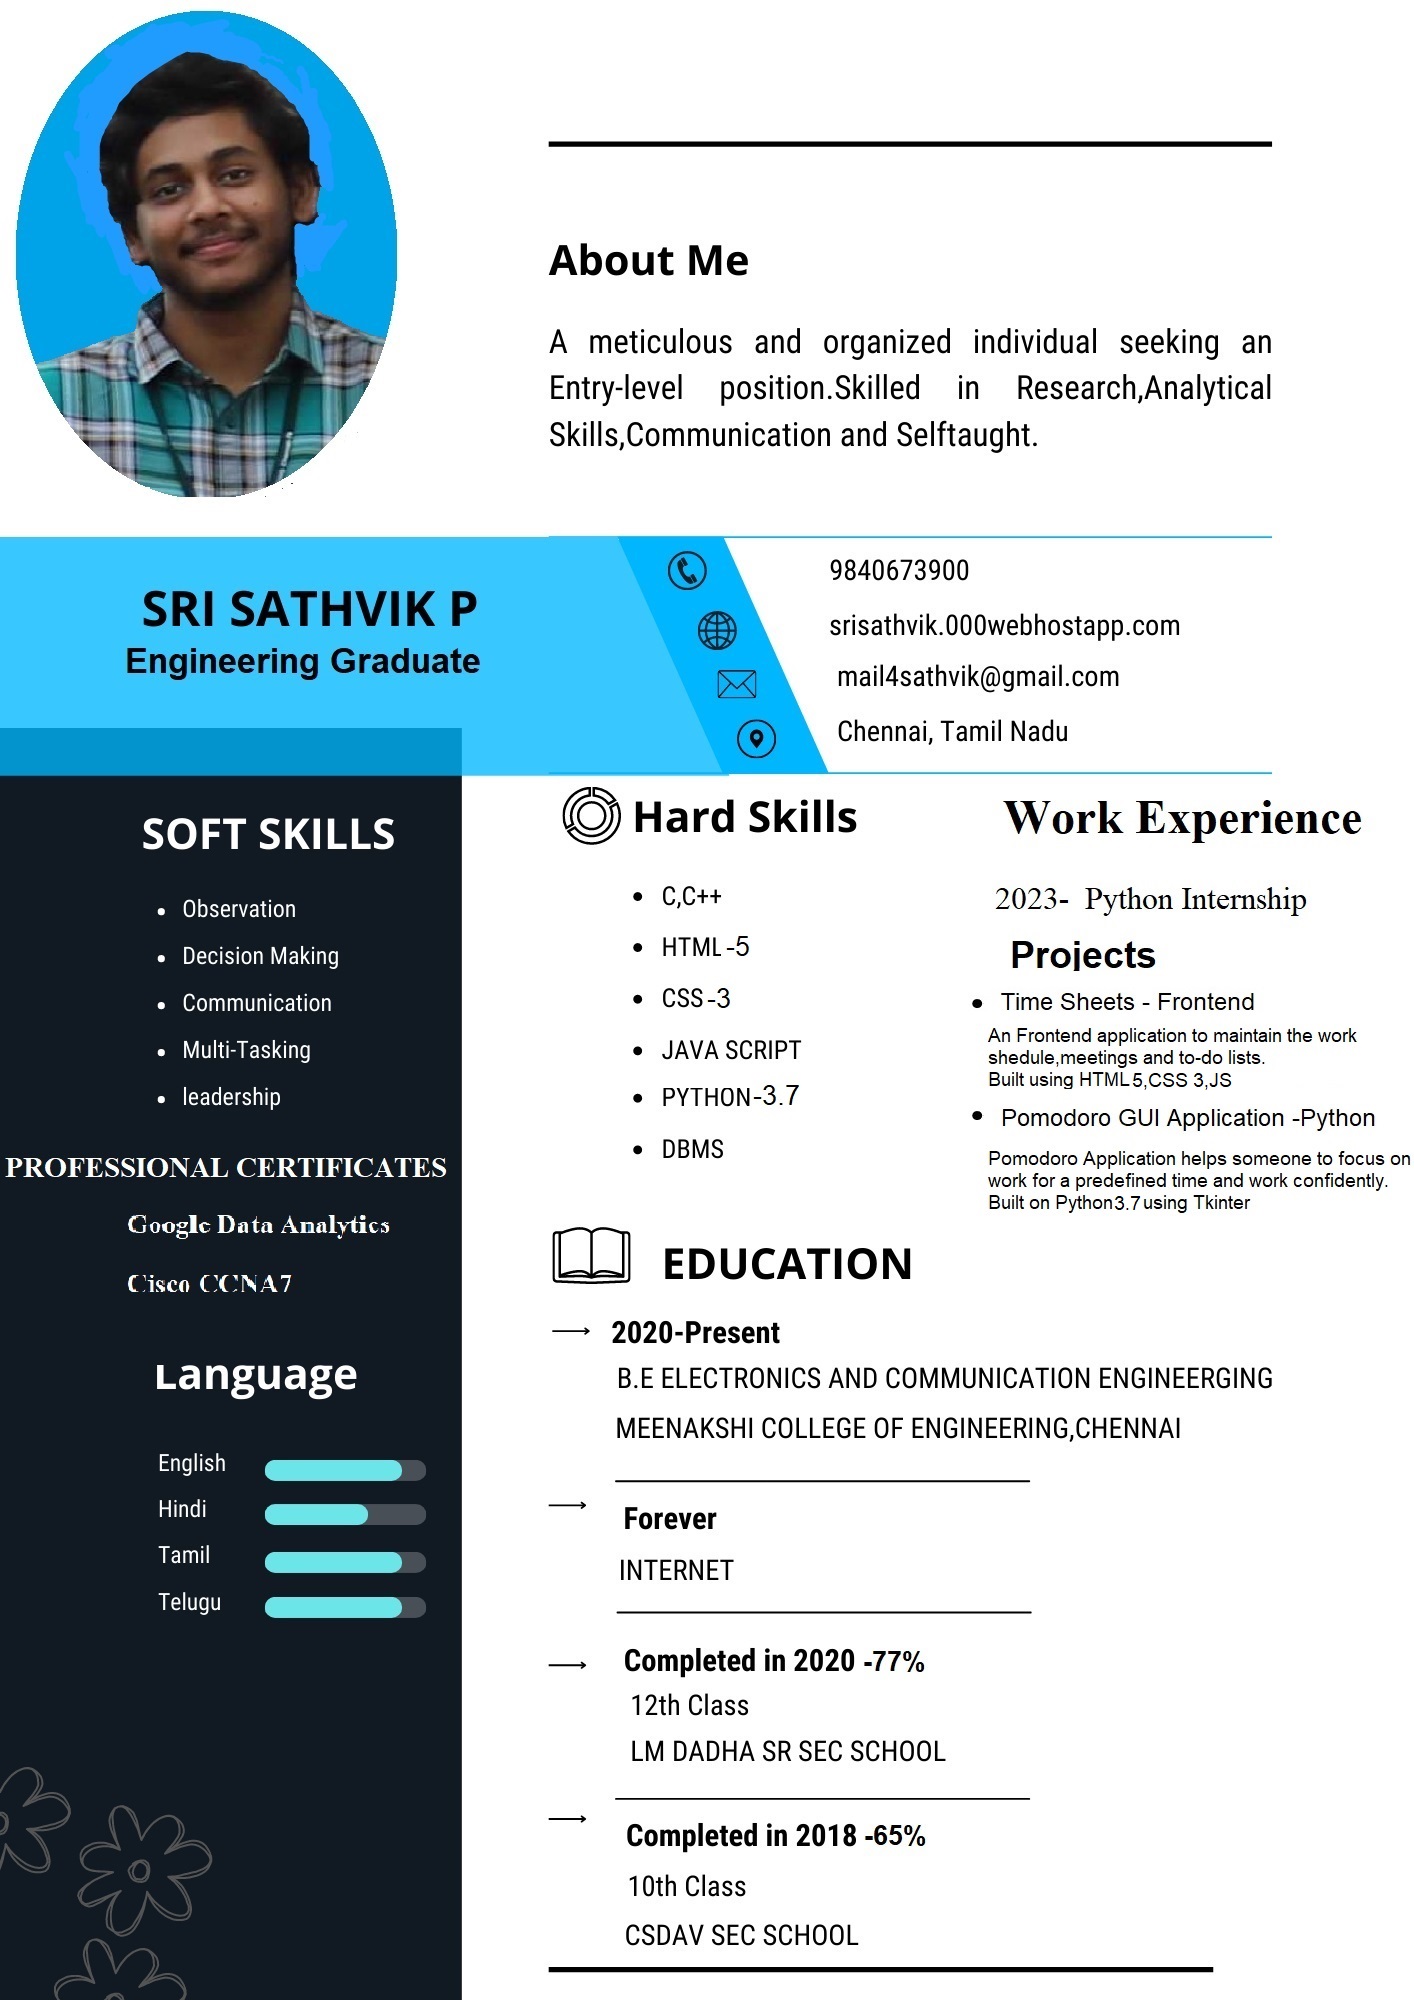 About Me
A meticulous and organized individual seeking an
Entry-level position.Skilled in Research,Analytical
Skills,Communication and Selftaught.
SRI SATHVIK P
Engineering Graduate
9840673900
srisathvik.000webhostapp.com
mail4sathvik@gmail.com
Chennai, Tamil Nadu
SOFT SKILLS
Observation
Decision Making
Communication
Multi-Tasking
leadership
PROFESSIONAL CERTIFICATES
Google Data Analytics
Cisco CCNA7
Language
English
Hindi
Tamil
Telugu
Hard Skills
C,C++
HTML-5
CSS-3
JAVA SCRIPT
PYTHON-3.7
DBMS
Work Experience
2023- Python Internship
Projects
Time Sheets - Frontend
An Frontend application to maintain the work
shedule,meetings and to-do lists.
Built using HTML5,CSS 3,JS
Pomodoro GUI Application -Python
Pomodoro Application helps someone to focus on
work for a predefined time and work confidently.
Built on Python3.7using Tkinter
EDUCATION
2020-Present
B.E ELECTRONICS AND COMMUNICATION ENGINEERGING
MEENAKSHI COLLEGE OF ENGINEERING,CHENNAI
Forever
INTERNET
Completed in 2020 -77%
12th Class
LM DADHA SR SEC SCHOOL
Completed in 2018 -65%
10th Class
CSDAV SEC SCHOOL